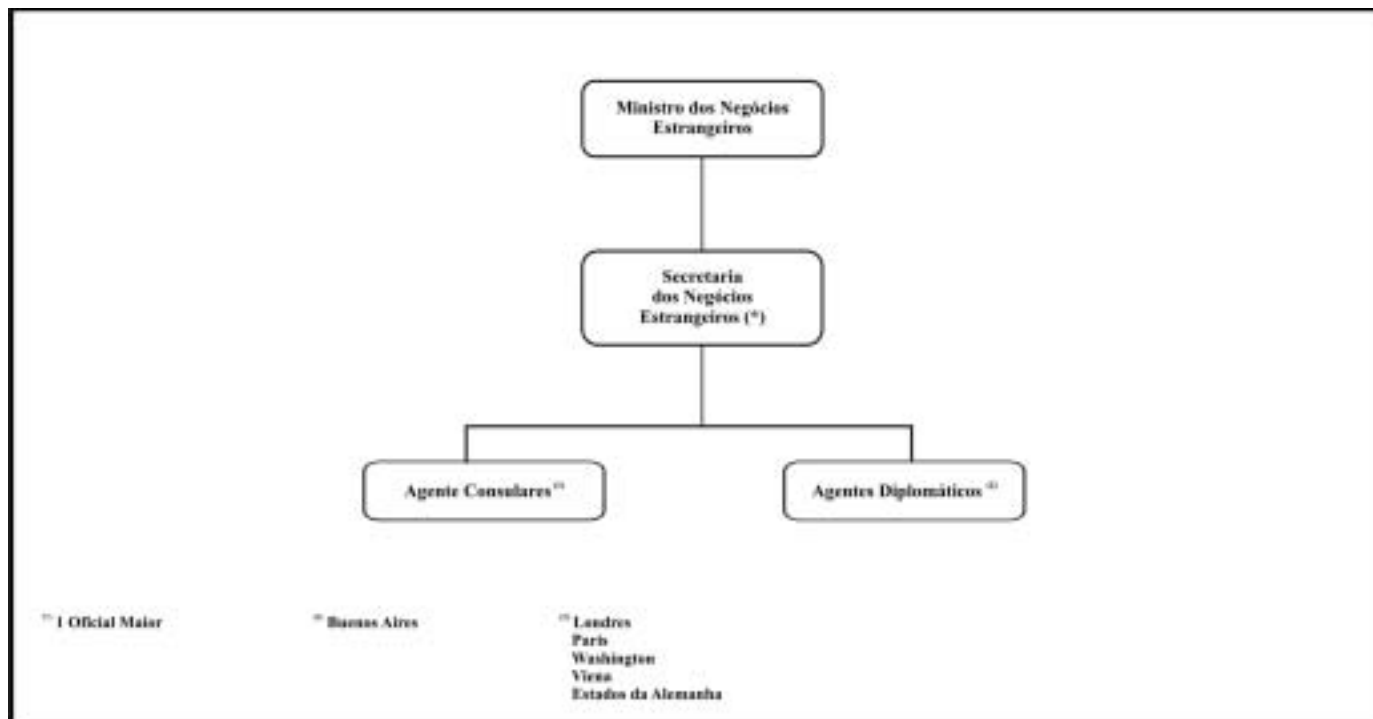 Ministro dos Negócios
Estrangeiros
Secretaria
dos Negócios
Estrangeiros (*)
Agente Consulares
Agentes Diplomáticos
1 Oficial Maior
Buenos Aires
Londres
Paris
Washington
Viena
Estados da Alemanha